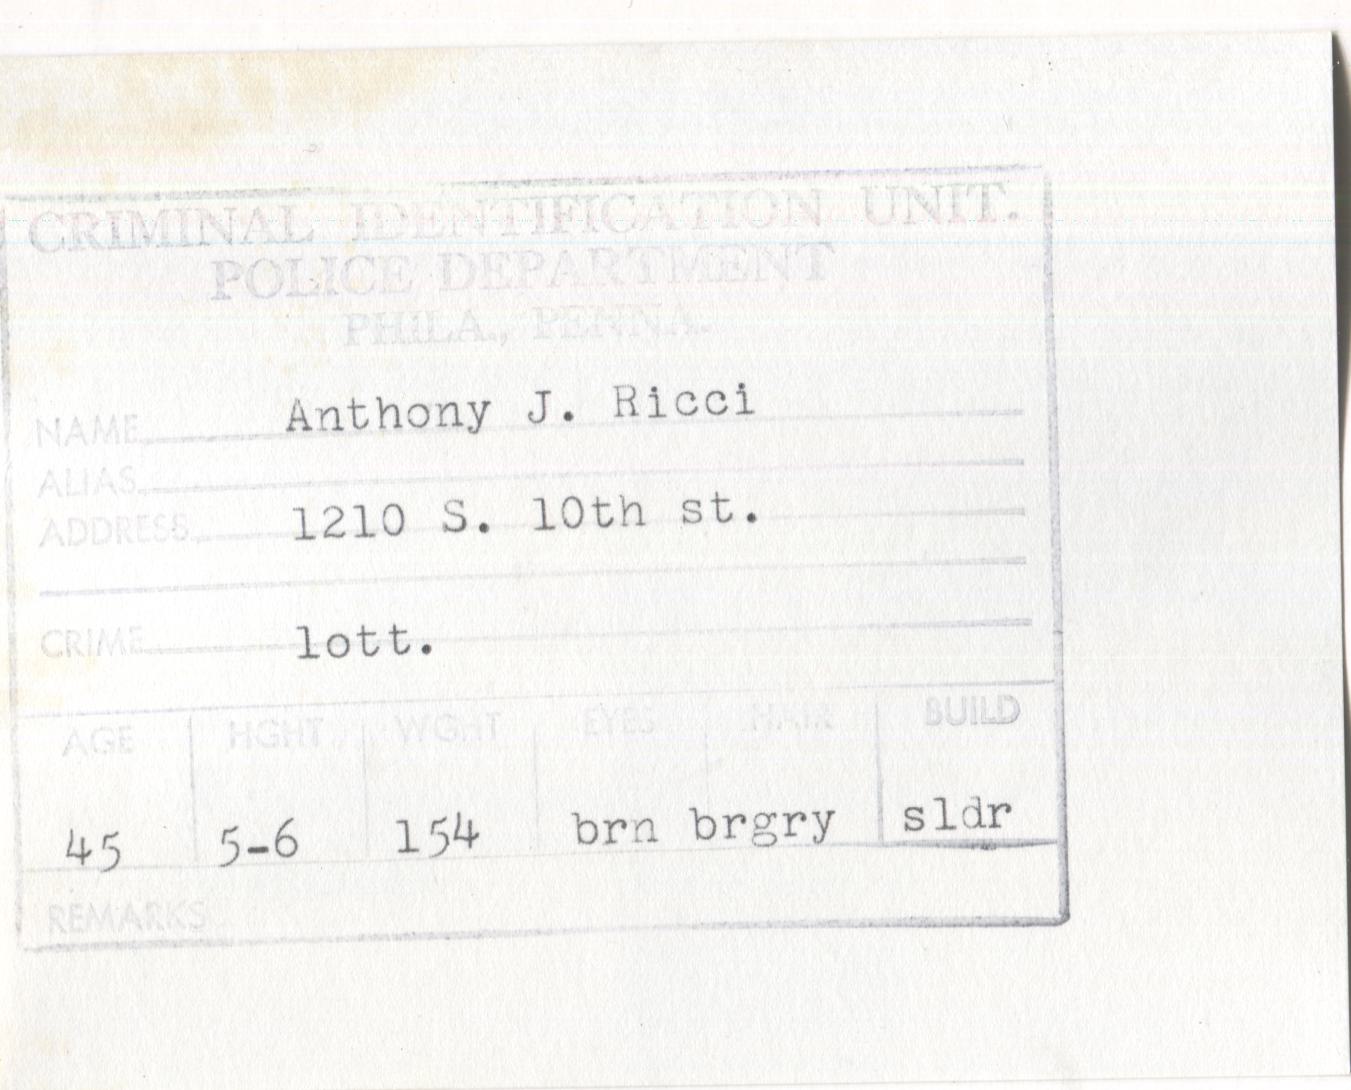 CRIMINAL IDENTIFICATION UNIT.
POLICE DEPARTMENT
PHILA., PENNA.
NAME Anthony J. Ricci
ALIAS
ADDRESS 1210 S. 10th st.
CRIME lott.
AGE HGHT WGHT EYES HAIR BUILD
45 5-6 154 brn brgry sldr
REMARKS